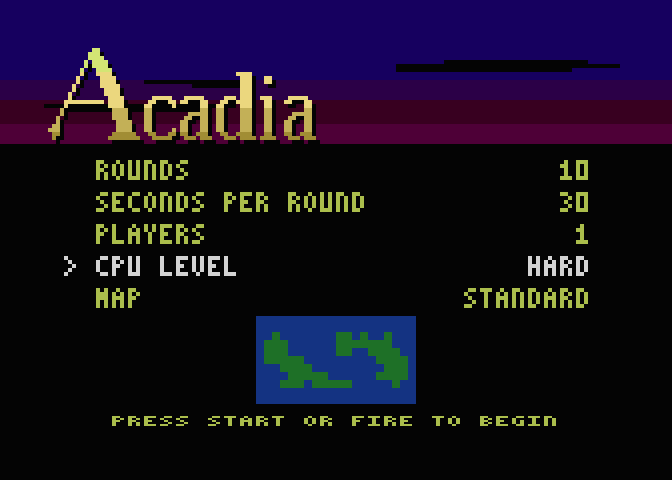 Acadia
ROUNDS 10
SECONDS PER ROUND 30
PLAYERS 1
> CPU LEVEL HARD
MAP STANDARD
PRESS START OR FIRE TO BEGIN